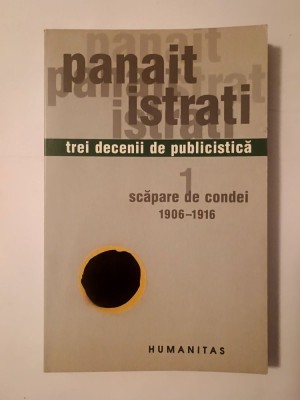 panait
istrati
trei decenii de publicistică
1
scăpare de condei
1906-1916
HUMANITAS